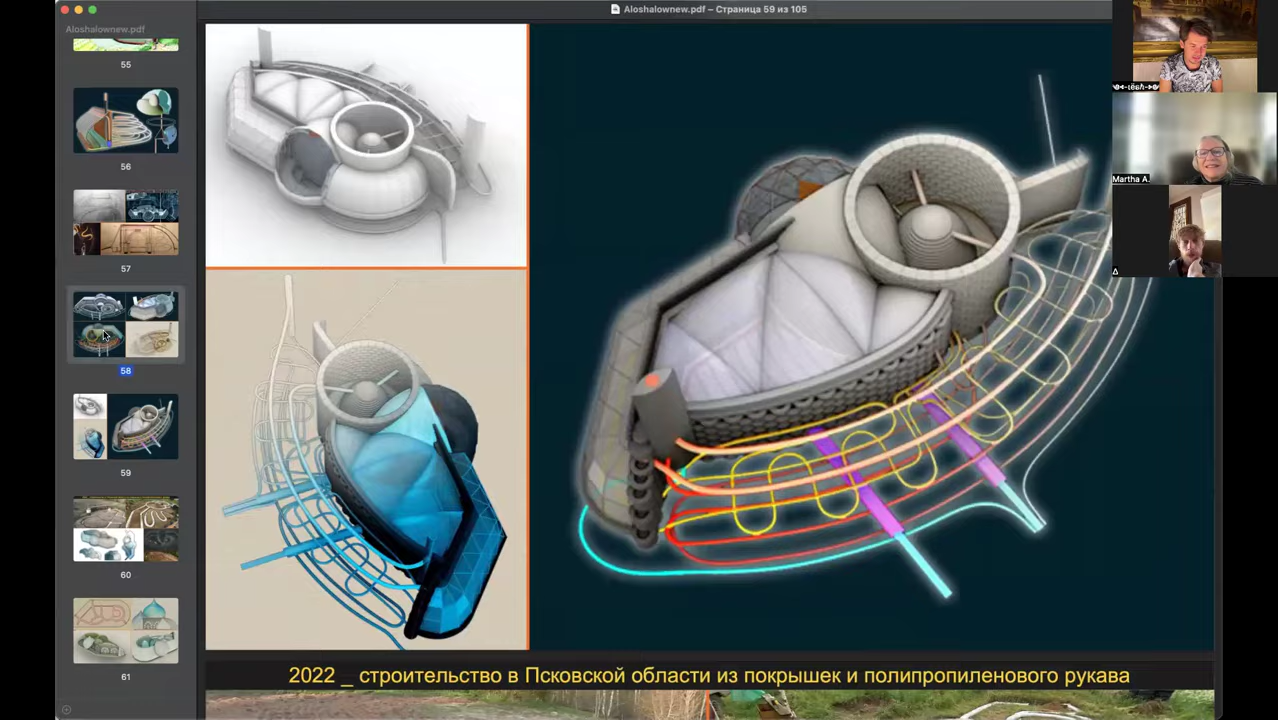 Aloshalownew.pdf – Страница 59 из 105
Aloshalownew.pdf
55
56
57
58
59
60
61
Martha A.
2022 _ строительство в Псковской области из покрышек и полипропиленового рукава